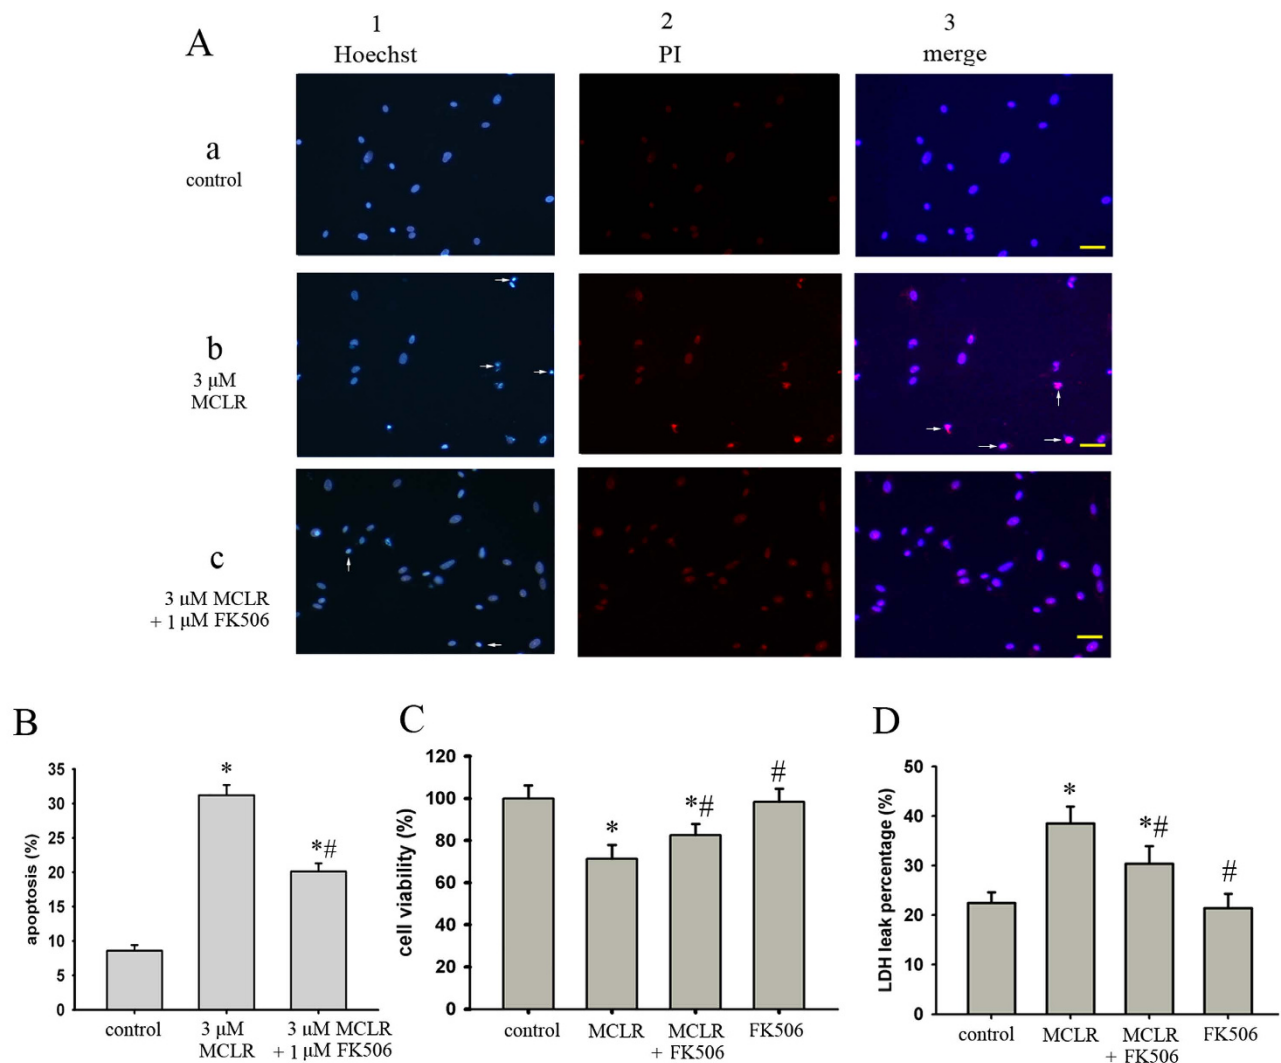 A
1
2
3
Hoechst
PI
merge
a
control
b
3 μM
MCLR
c
3 μM MCLR
+ 1 μM FK506
B
apoptosis (%)
35
30
25
20
15
10
5
0
*
*#
control
3 μM
MCLR
3 μM MCLR
+ 1 μM FK506
C
cell viability (%)
120
100
80
60
40
20
0
*
*#
#
control
MCLR
MCLR
+ FK506
FK506
D
LDH leak percentage (%)
50
40
30
20
10
0
*
*#
#
control
MCLR
MCLR
+ FK506
FK506